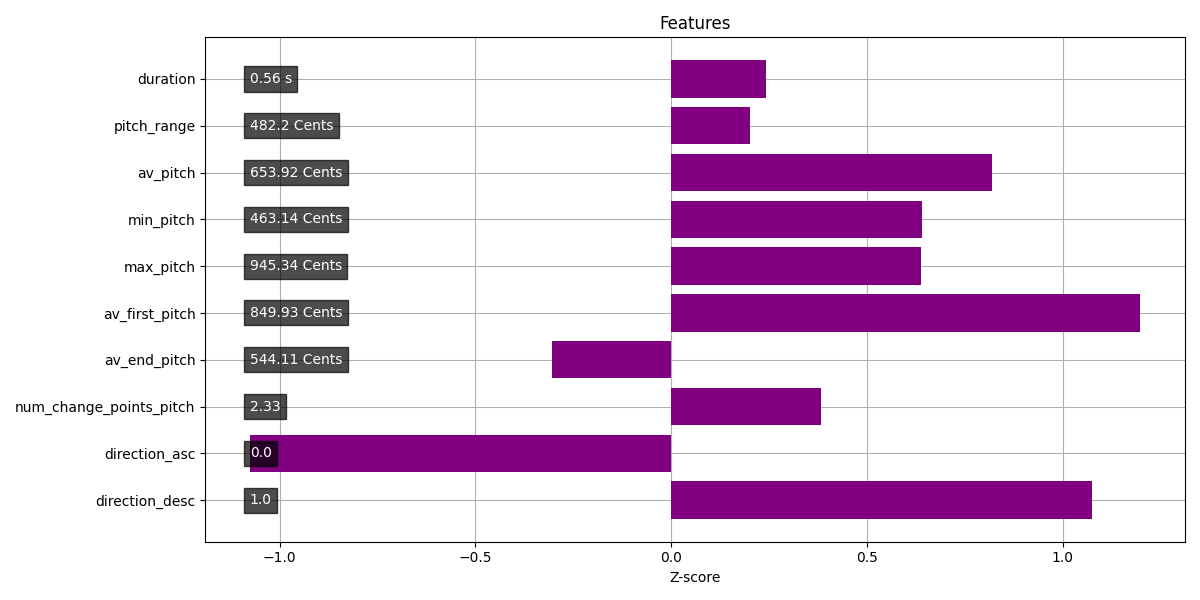 Features
duration 0.56 s
pitch_range 482.2 Cents
av_pitch 653.92 Cents
min_pitch 463.14 Cents
max_pitch 945.34 Cents
av_first_pitch 849.93 Cents
av_end_pitch 544.11 Cents
num_change_points_pitch 2.33
direction_asc 0.0
direction_desc 1.0
−1.0 −0.5 0.0 0.5 1.0
Z-score